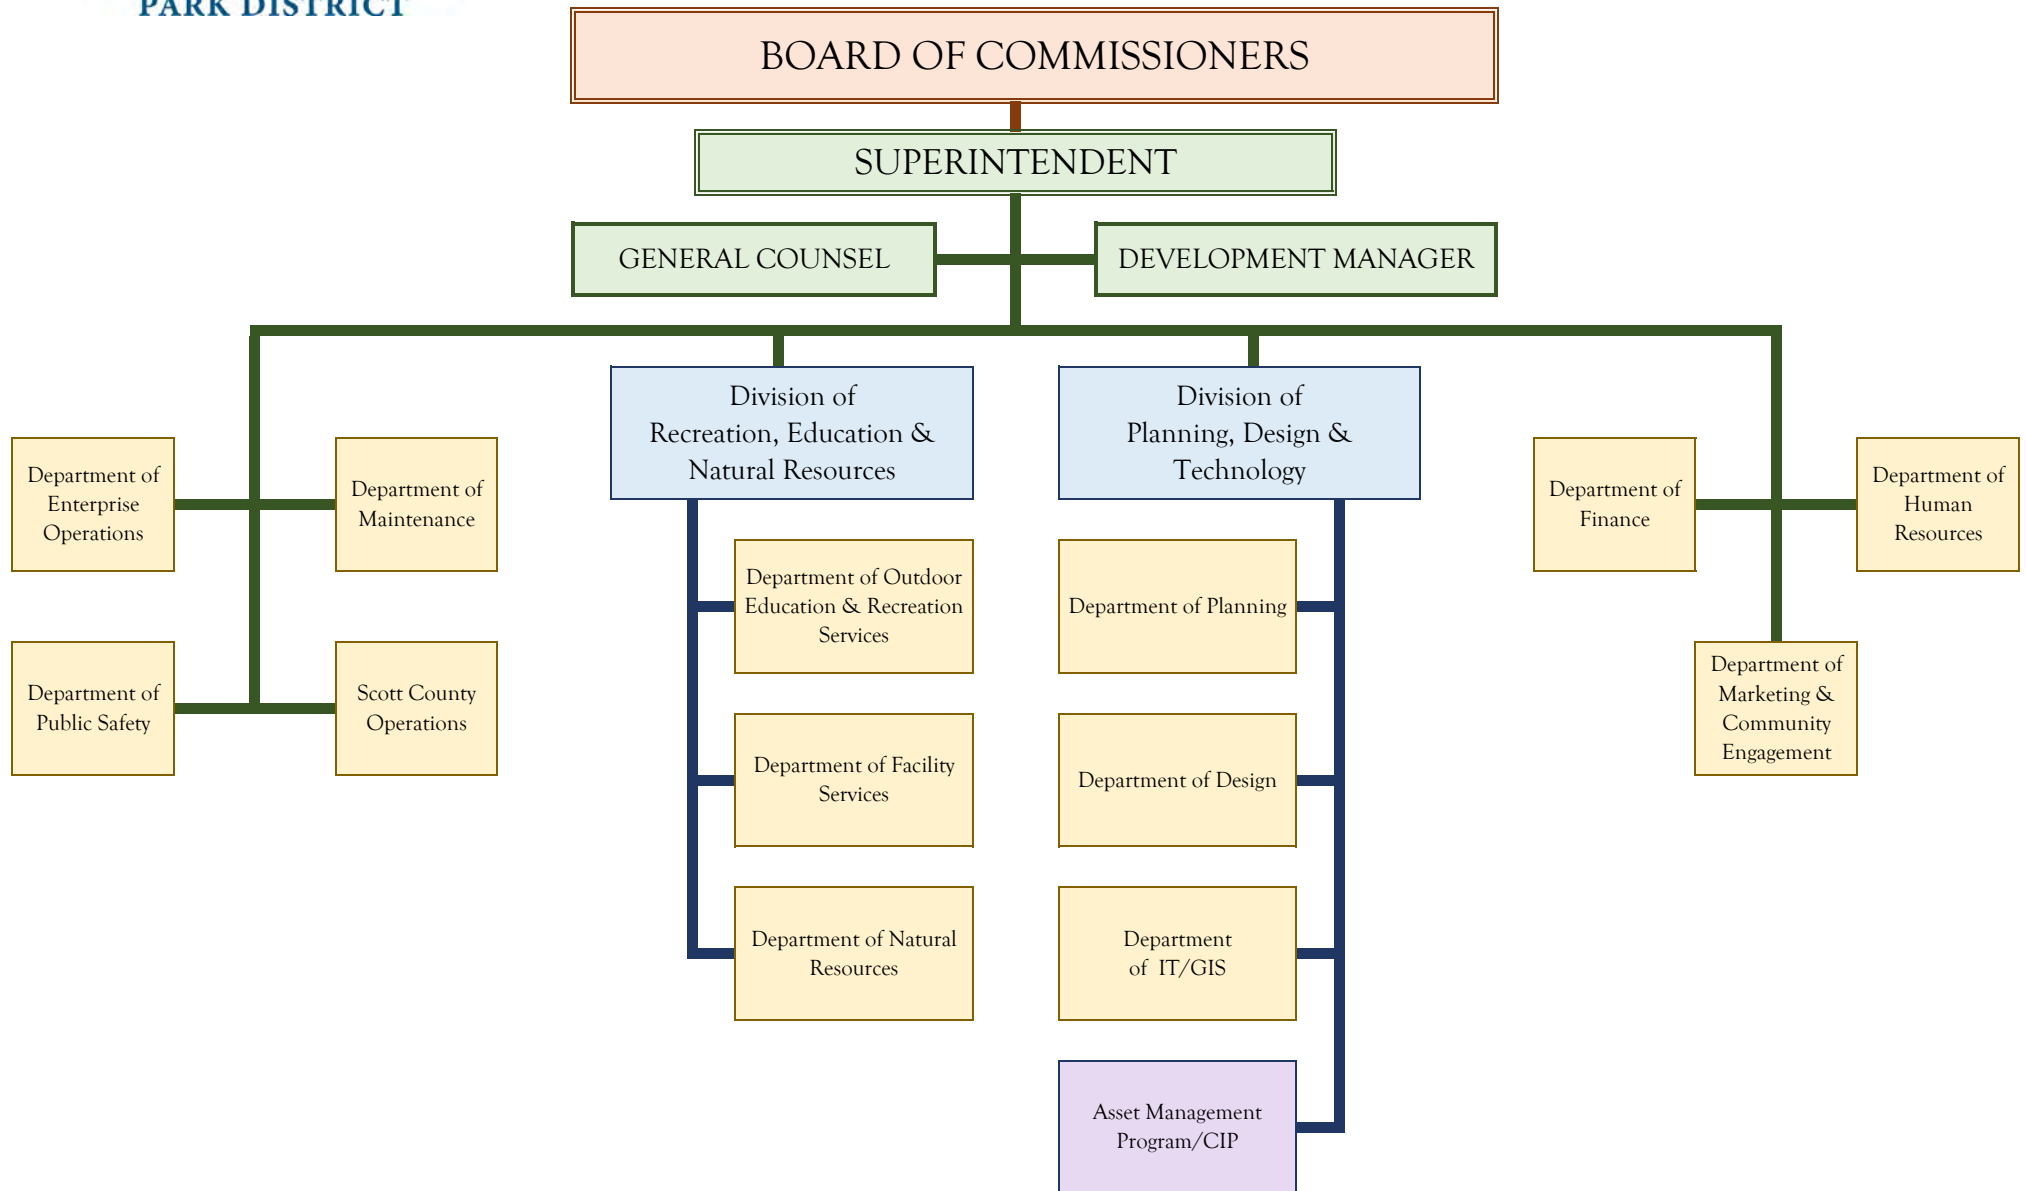 PARK DISTRICT
BOARD OF COMMISSIONERS
SUPERINTENDENT
GENERAL COUNSEL
DEVELOPMENT MANAGER
Division of
Recreation, Education &
Natural Resources
Division of
Planning, Design &
Technology
Department of
Enterprise
Operations
Department of
Maintenance
Department of
Finance
Department of
Human
Resources
Department of Outdoor
Education & Recreation
Services
Department of Planning
Department of
Public Safety
Scott County
Operations
Department of
Marketing &
Community
Engagement
Department of Facility
Services
Department of Design
Department of Natural
Resources
Department
of IT/GIS
Asset Management
Program/CIP